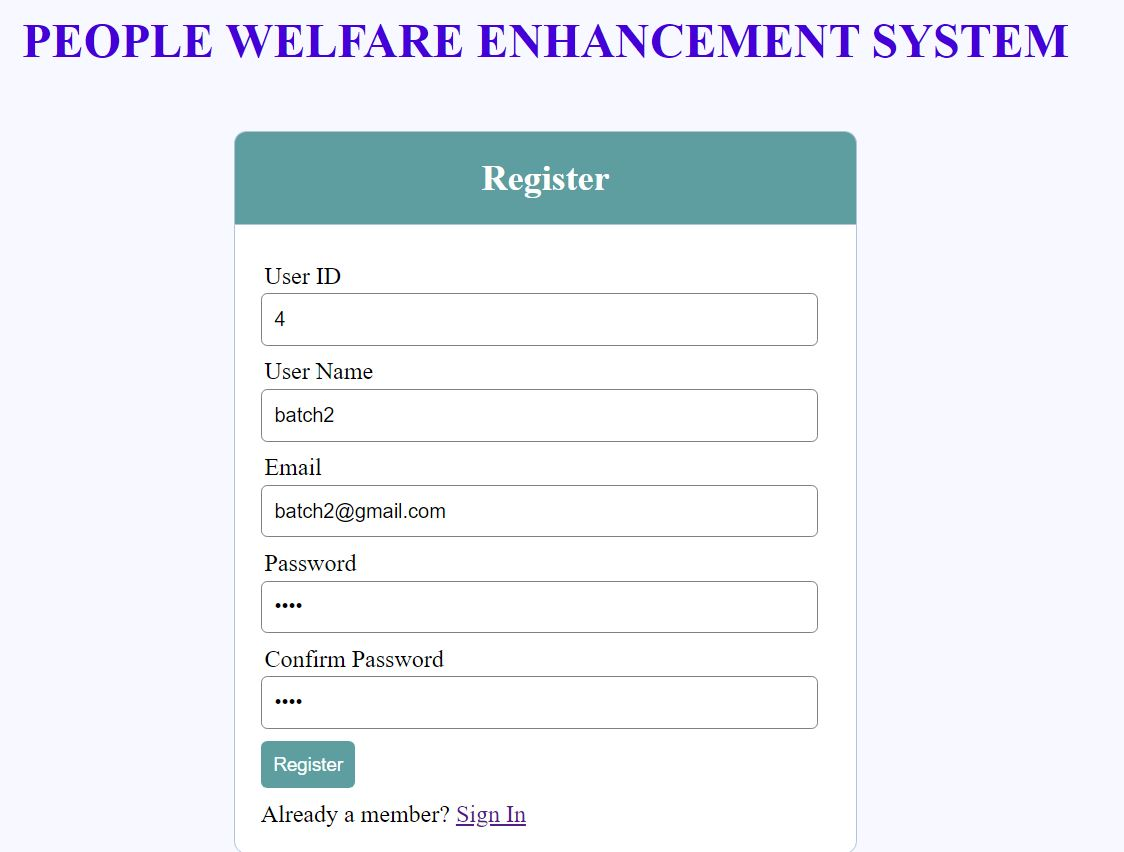 PEOPLE WELFARE ENHANCEMENT SYSTEM
Register
User ID
4
User Name
batch2
Email
batch2@gmail.com
Password
••••
Confirm Password
••••
Register
Already a member? Sign In